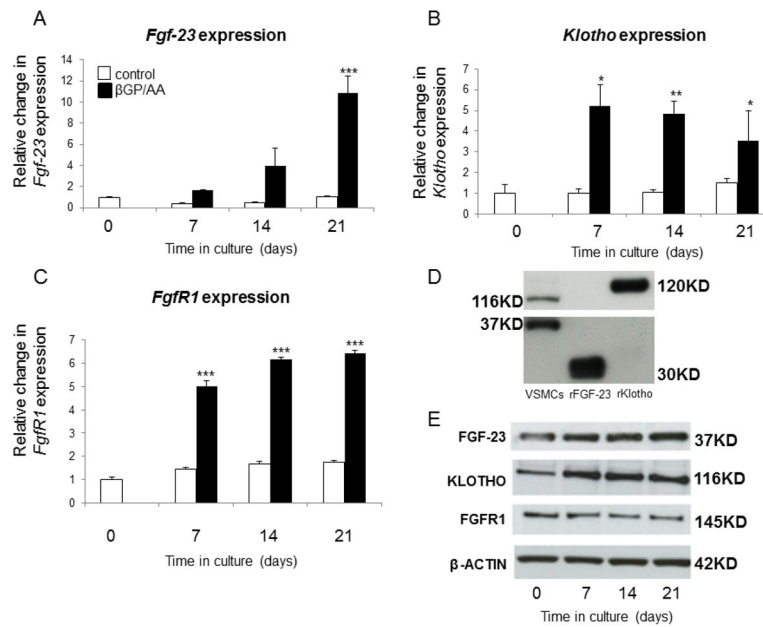 A
Fgf-23 expression
Relative change in
Fgf-23 expression
14
12
10
8
6
4
2
0
control
βGP/AA
***
0 7 14 21
Time in culture (days)
B
Klotho expression
Relative change in
Klotho expression
7
6
5
4
3
2
1
0
*
**
*
0 7 14 21
Time in culture (days)
C
FgfR1 expression
Relative change in
FgfR1 expression
7
6
5
4
3
2
1
0
***
***
***
0 7 14 21
Time in culture (days)
D
116KD
120KD
37KD
30KD
VSMCs rFGF-23 rKlotho
E
FGF-23 37KD
KLOTHO 116KD
FGFR1 145KD
β-ACTIN 42KD
0 7 14 21
Time in culture (days)